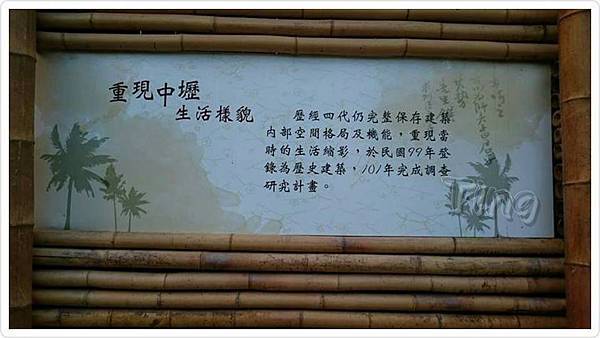 重現中壢
生活樣貌
歷經四代仍完整保存建築
內部空間格局及機能，重現當
時的生活縮影，於民國99年登
錄為歷史建築，101年完成調查
研究計畫。
Ting